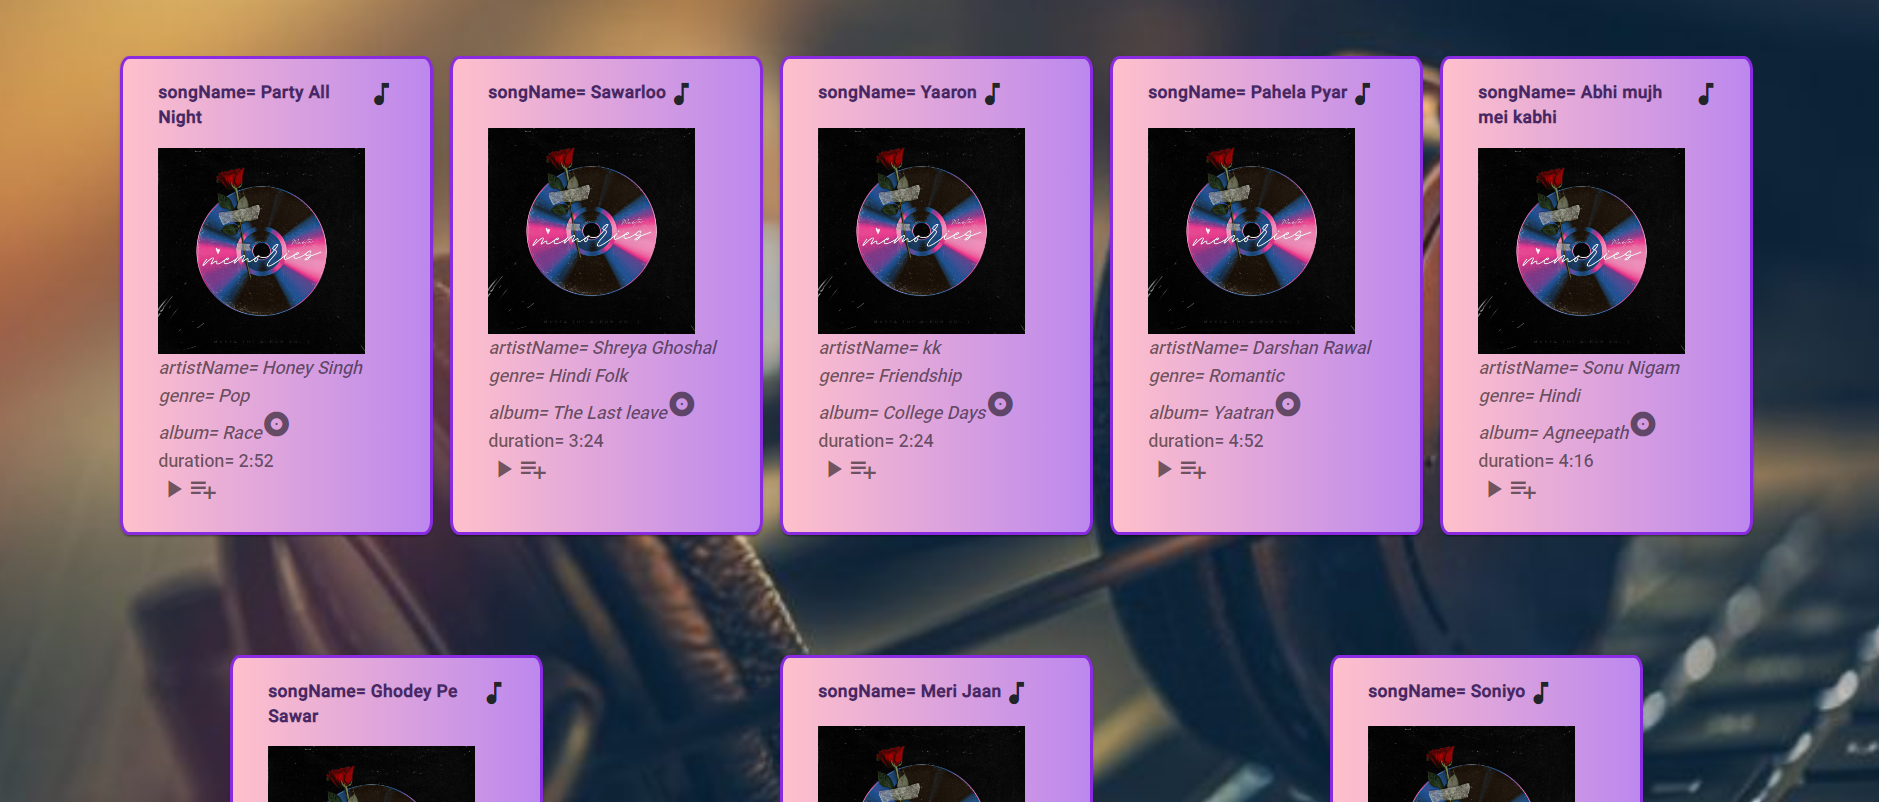 songName= Party All
Night
memories
artistName= Honey Singh
genre= Pop
album= Race
duration= 2:52
songName= Sawarloo
memories
artistName= Shreya Ghoshal
genre= Hindi Folk
album= The Last leave
duration= 3:24
songName= Yaaron
memories
artistName= kk
genre= Friendship
album= College Days
duration= 2:24
songName= Pahela Pyar
memories
artistName= Darshan Rawal
genre= Romantic
album= Yaatran
duration= 4:52
songName= Abhi mujh
mei kabhi
memories
artistName= Sonu Nigam
genre= Hindi
album= Agneepath
duration= 4:16
songName= Ghodey Pe
Sawar
songName= Meri Jaan
songName= Soniyo